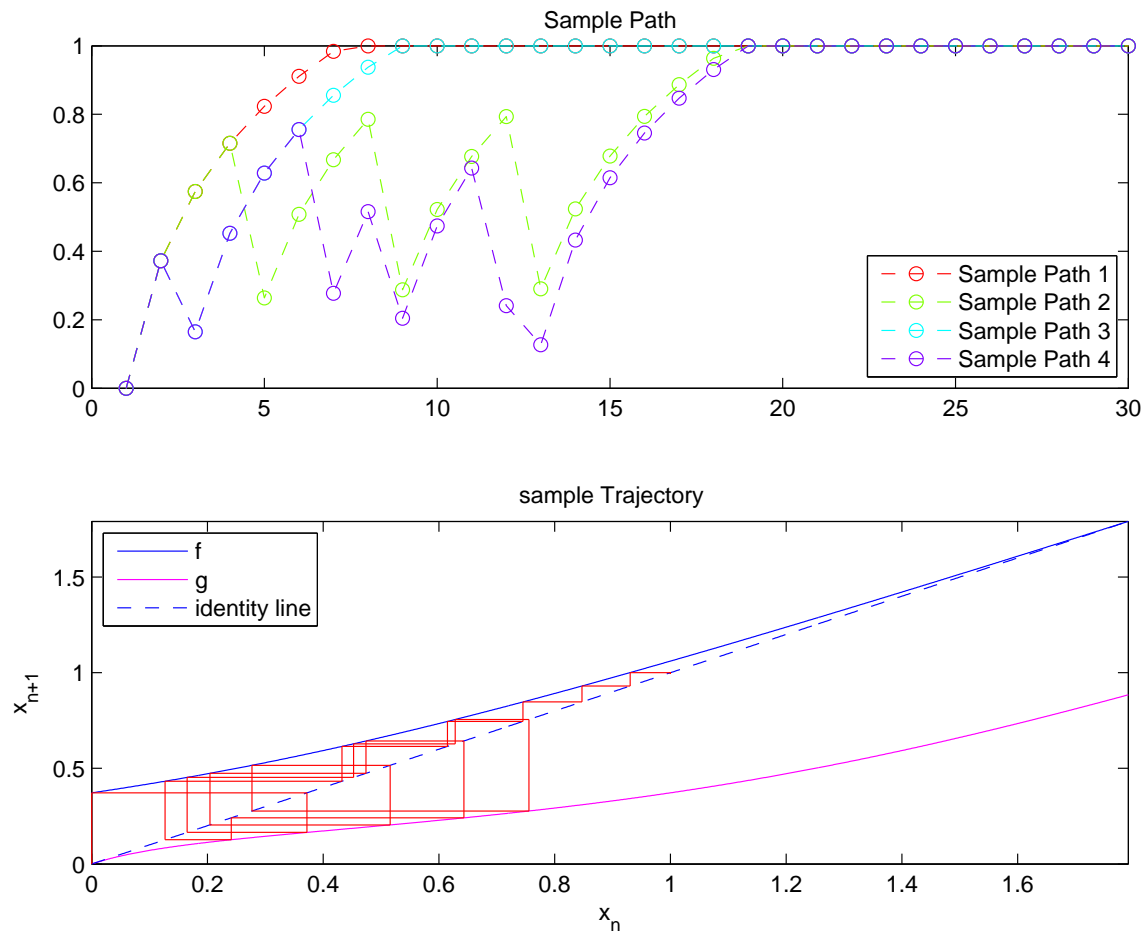 Sample Path
1
0.8
0.6
0.4
0.2
0
0 5 10 15 20 25 30
Sample Path 1
Sample Path 2
Sample Path 3
Sample Path 4
sample Trajectory
f
g
identity line
1.5
1
0.5
0
0 0.2 0.4 0.6 0.8 1 1.2 1.4 1.6
x_{n+1}
x_n